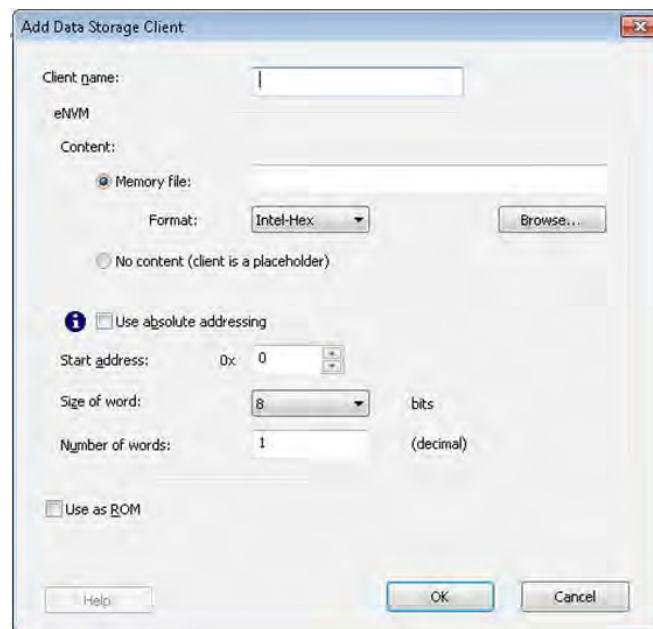 Add Data Storage Client
Client name:
eNVM
Content:
Memory file:
Format: Intel-Hex Browse...
No content (client is a placeholder)
i Use absolute addressing
Start address: 0x 0
Size of word: 8 bits
Number of words: 1 (decimal)
Use as ROM
Help OK Cancel